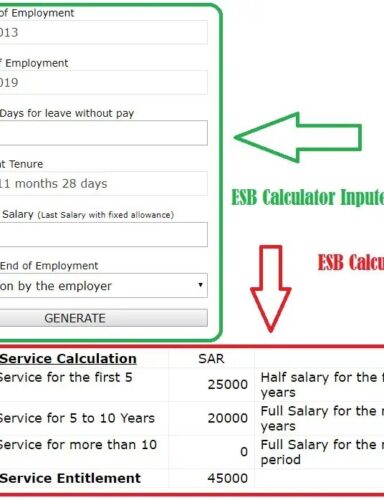 of Employment
013
of Employment
019
Days for leave without pay
nt Tenure
11 months 28 days
Salary (Last Salary with fixed allowance)
End of Employment
on by the employer
GENERATE
ESB Calculator Inpute
ESB Calcu
Service Calculation SAR
Service for the first 5 25000 Half salary for the f
years
Service for 5 to 10 Years 20000 Full Salary for the r
years
Service for more than 10 0 Full Salary for the r
period
Service Entitlement 45000